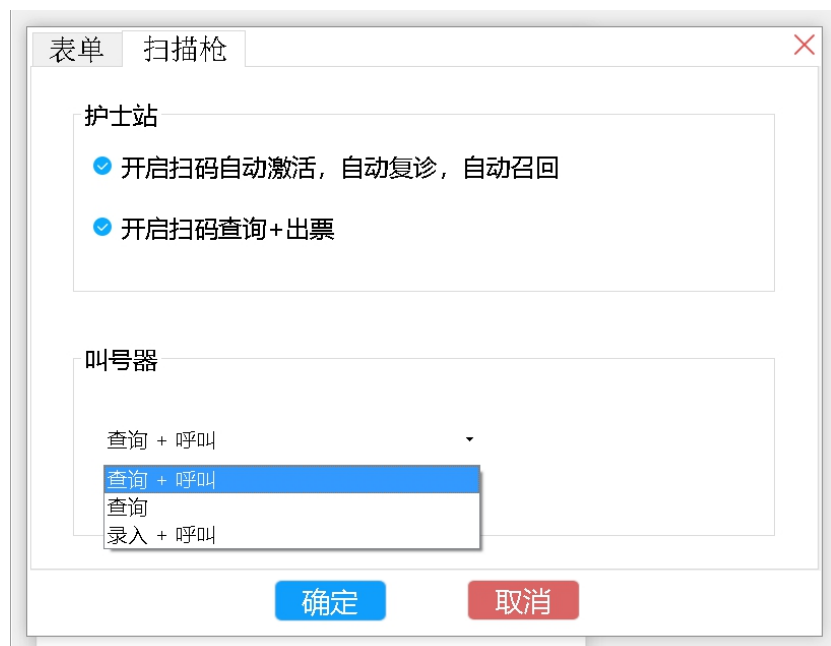 表单 扫描枪
护士站
开启扫码自动激活，自动复诊，自动召回
开启扫码查询+出票
叫号器
查询 + 呼叫
查询 + 呼叫
查询
录入 + 呼叫
确定 取消